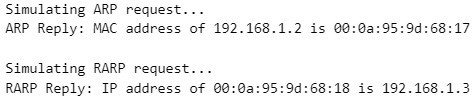 Simulating ARP request...
ARP Reply: MAC address of 192.168.1.2 is 00:0a:95:9d:68:17
Simulating RARP request...
RARP Reply: IP address of 00:0a:95:9d:68:18 is 192.168.1.3